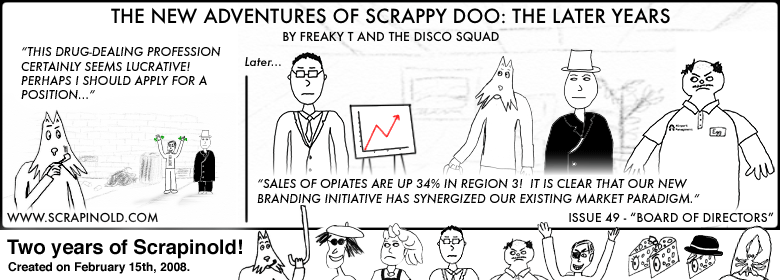 THE NEW ADVENTURES OF SCRAPPY DOO: THE LATER YEARS
BY FREAKY T AND THE DISCO SQUAD
"THIS DRUG-DEALING PROFESSION
CERTAINLY SEEMS LUCRATIVE!
PERHAPS I SHOULD APPLY FOR A
POSITION..."
Later...
Egg
"SALES OF OPIATES ARE UP 34% IN REGION 3! IT IS CLEAR THAT OUR NEW
BRANDING INITIATIVE HAS SYNERGIZED OUR EXISTING MARKET PARADIGM."
WWW.SCRAPINOLD.COM
ISSUE 49 - "BOARD OF DIRECTORS"
Two years of Scrapinold!
Created on February 15th, 2008.